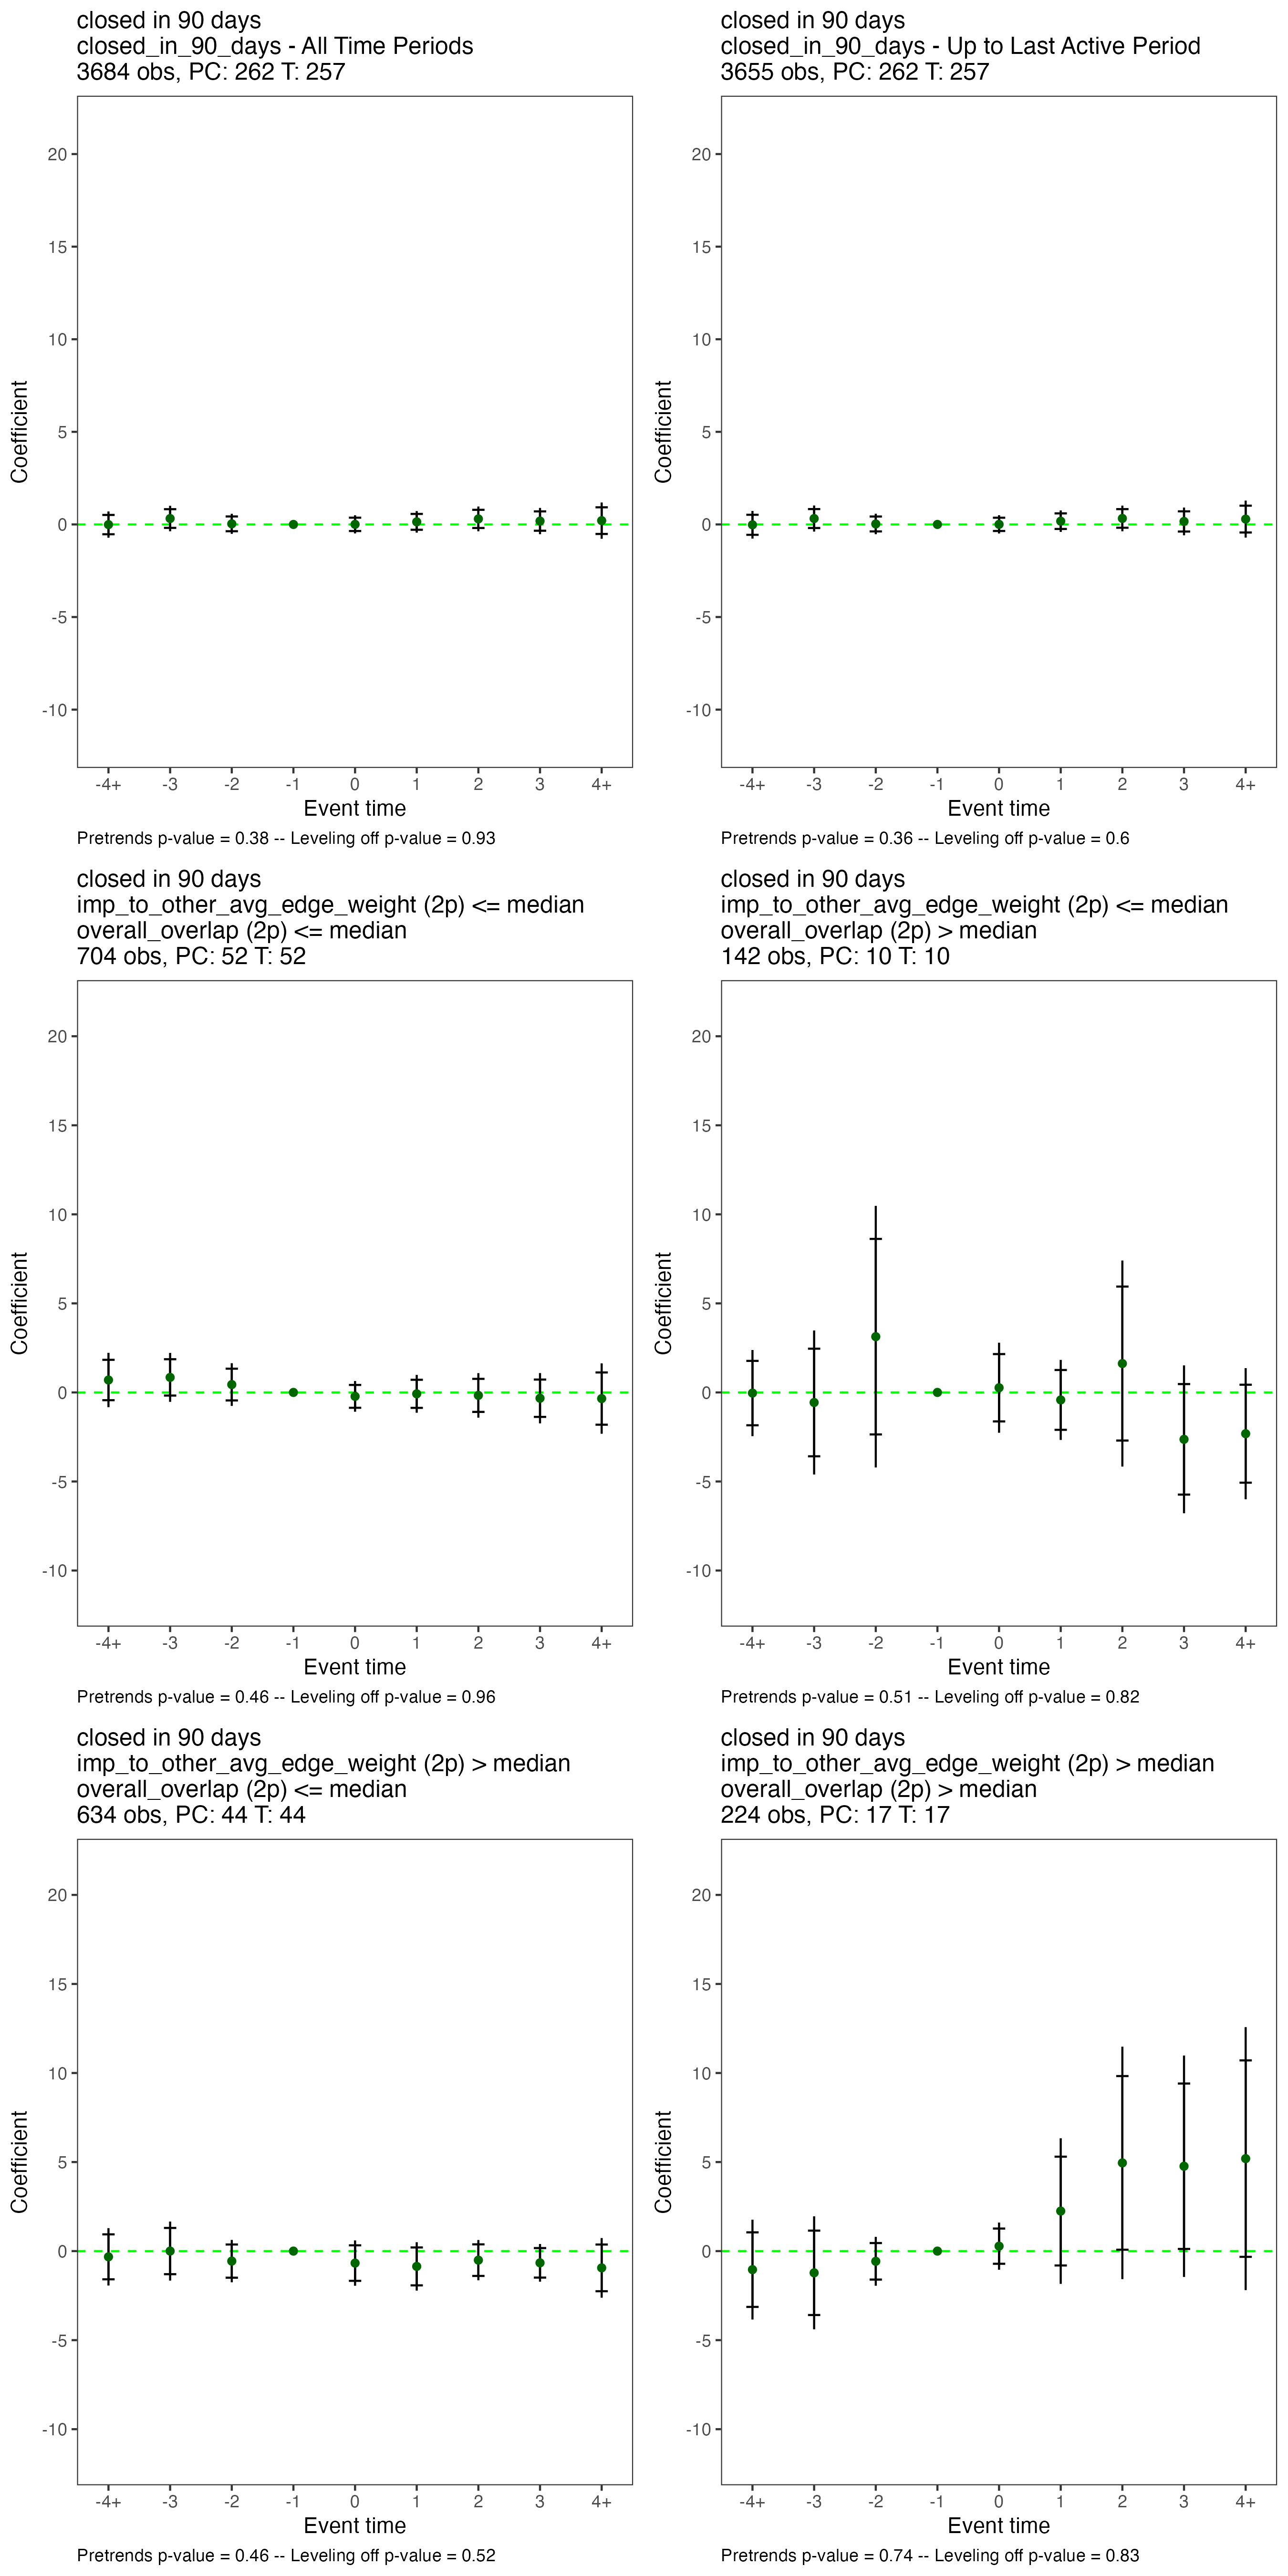 closed in 90 days
closed_in_90_days - All Time Periods
3684 obs, PC: 262 T: 257
Coefficient
20
15
10
5
0
-5
-10
-4+ -3 -2 -1 0 1 2 3 4+
Event time
Pretrends p-value = 0.38 -- Leveling off p-value = 0.93
closed in 90 days
closed_in_90_days - Up to Last Active Period
3655 obs, PC: 262 T: 257
Coefficient
20
15
10
5
0
-5
-10
-4+ -3 -2 -1 0 1 2 3 4+
Event time
Pretrends p-value = 0.36 -- Leveling off p-value = 0.6
closed in 90 days
imp_to_other_avg_edge_weight (2p) <= median
overall_overlap (2p) <= median
704 obs, PC: 52 T: 52
Coefficient
20
15
10
5
0
-5
-10
-4+ -3 -2 -1 0 1 2 3 4+
Event time
Pretrends p-value = 0.46 -- Leveling off p-value = 0.96
closed in 90 days
imp_to_other_avg_edge_weight (2p) <= median
overall_overlap (2p) > median
142 obs, PC: 10 T: 10
Coefficient
20
15
10
5
0
-5
-10
-4+ -3 -2 -1 0 1 2 3 4+
Event time
Pretrends p-value = 0.51 -- Leveling off p-value = 0.82
closed in 90 days
imp_to_other_avg_edge_weight (2p) > median
overall_overlap (2p) <= median
634 obs, PC: 44 T: 44
Coefficient
20
15
10
5
0
-5
-10
-4+ -3 -2 -1 0 1 2 3 4+
Event time
Pretrends p-value = 0.46 -- Leveling off p-value = 0.52
closed in 90 days
imp_to_other_avg_edge_weight (2p) > median
overall_overlap (2p) > median
224 obs, PC: 17 T: 17
Coefficient
20
15
10
5
0
-5
-10
-4+ -3 -2 -1 0 1 2 3 4+
Event time
Pretrends p-value = 0.74 -- Leveling off p-value = 0.83